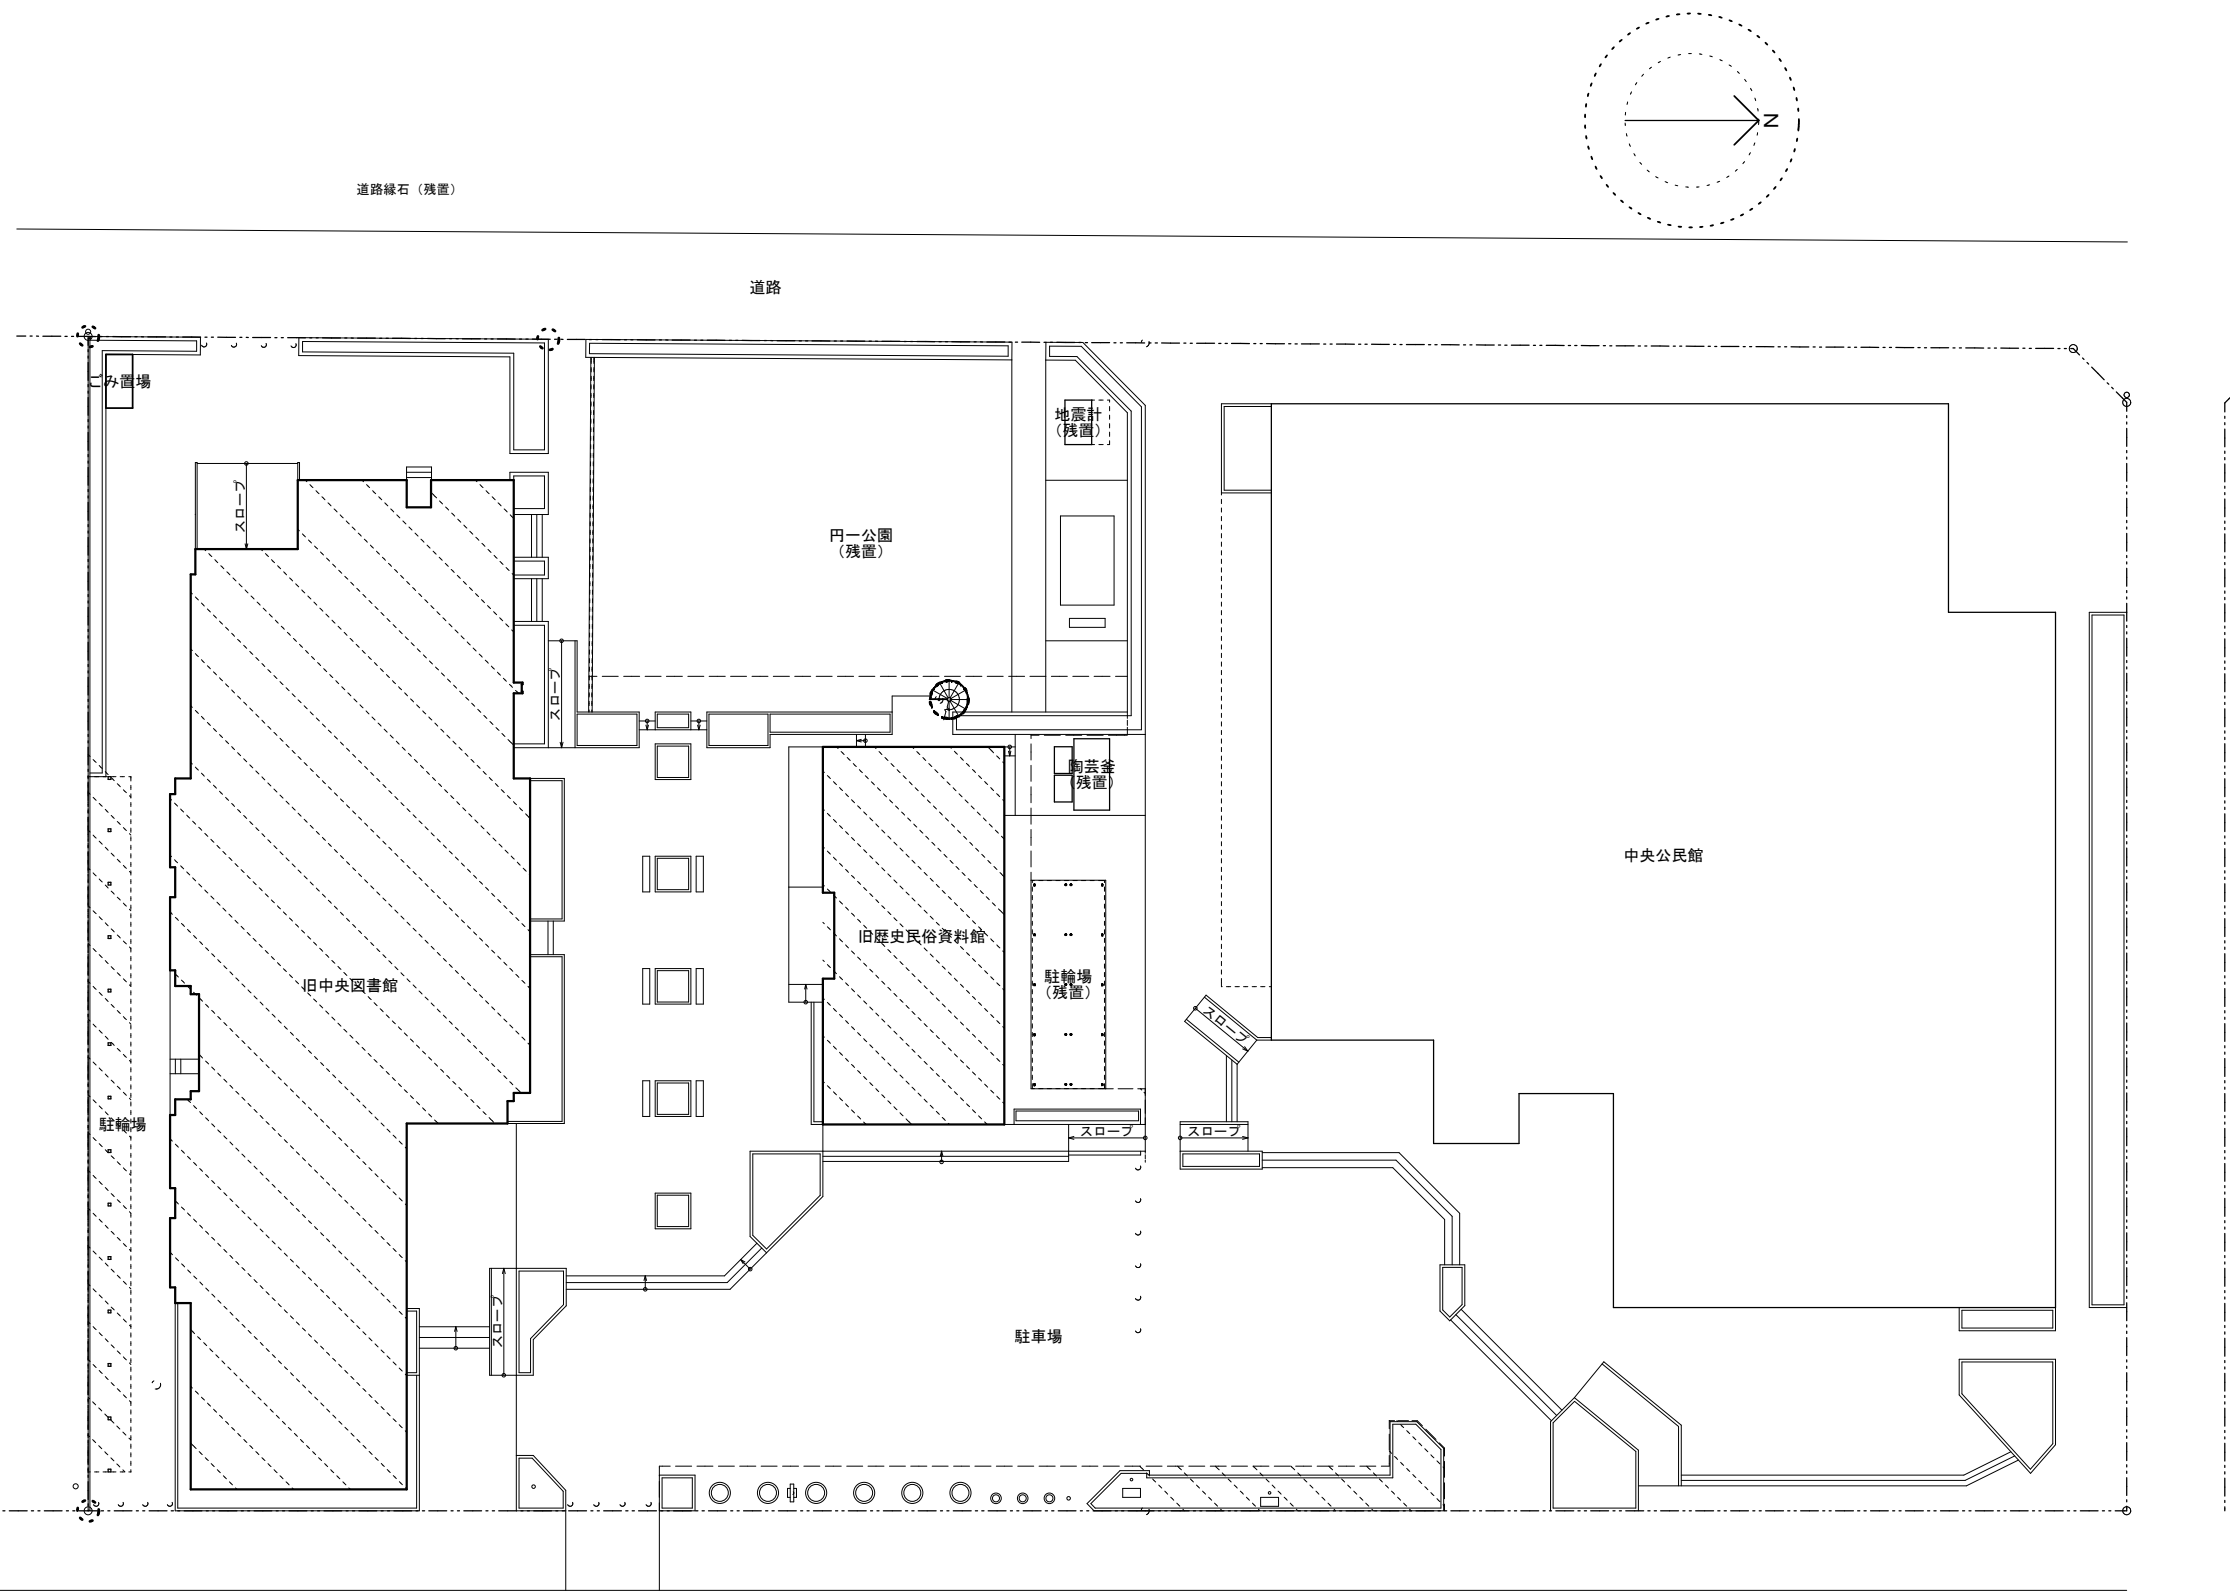 N
道路縁石（残置）
道路
ごみ置場
地震計
（残置）
スロープ
円一公園
（残置）
スロープ
陶芸釜
（残置）
中央公民館
旧歴史民俗資料館
旧中央図書館
駐輪場
（残置）
スロープ
駐輪場
スロープ
スロープ
スロープ
駐車場